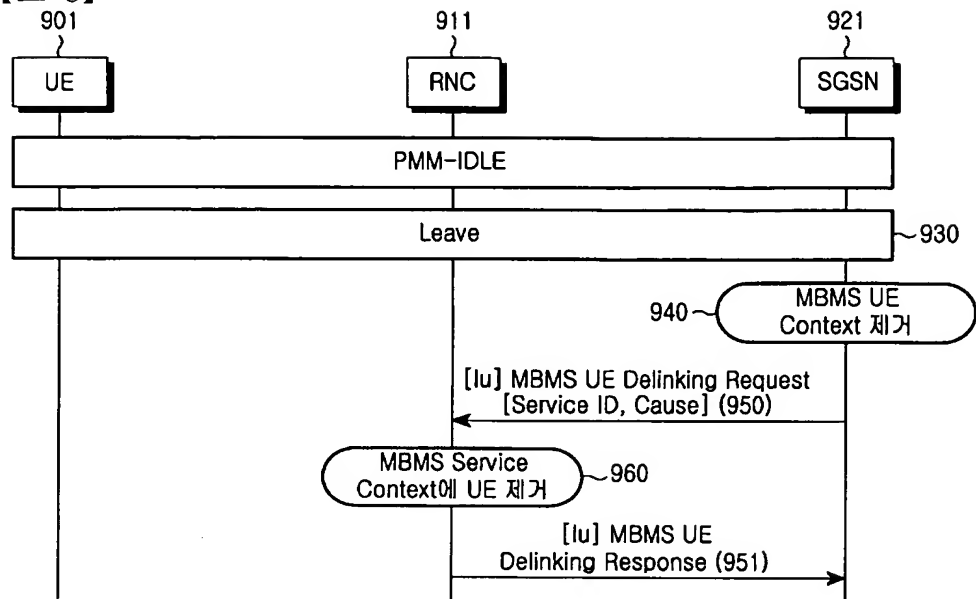 901
911
921
UE
RNC
SGSN
PMM-IDLE
Leave
930
940
MBMS UE
Context 제거
[Iu] MBMS UE Delinking Request
[Service ID, Cause] (950)
MBMS Service
Context에 UE 제거
960
[Iu] MBMS UE
Delinking Response (951)